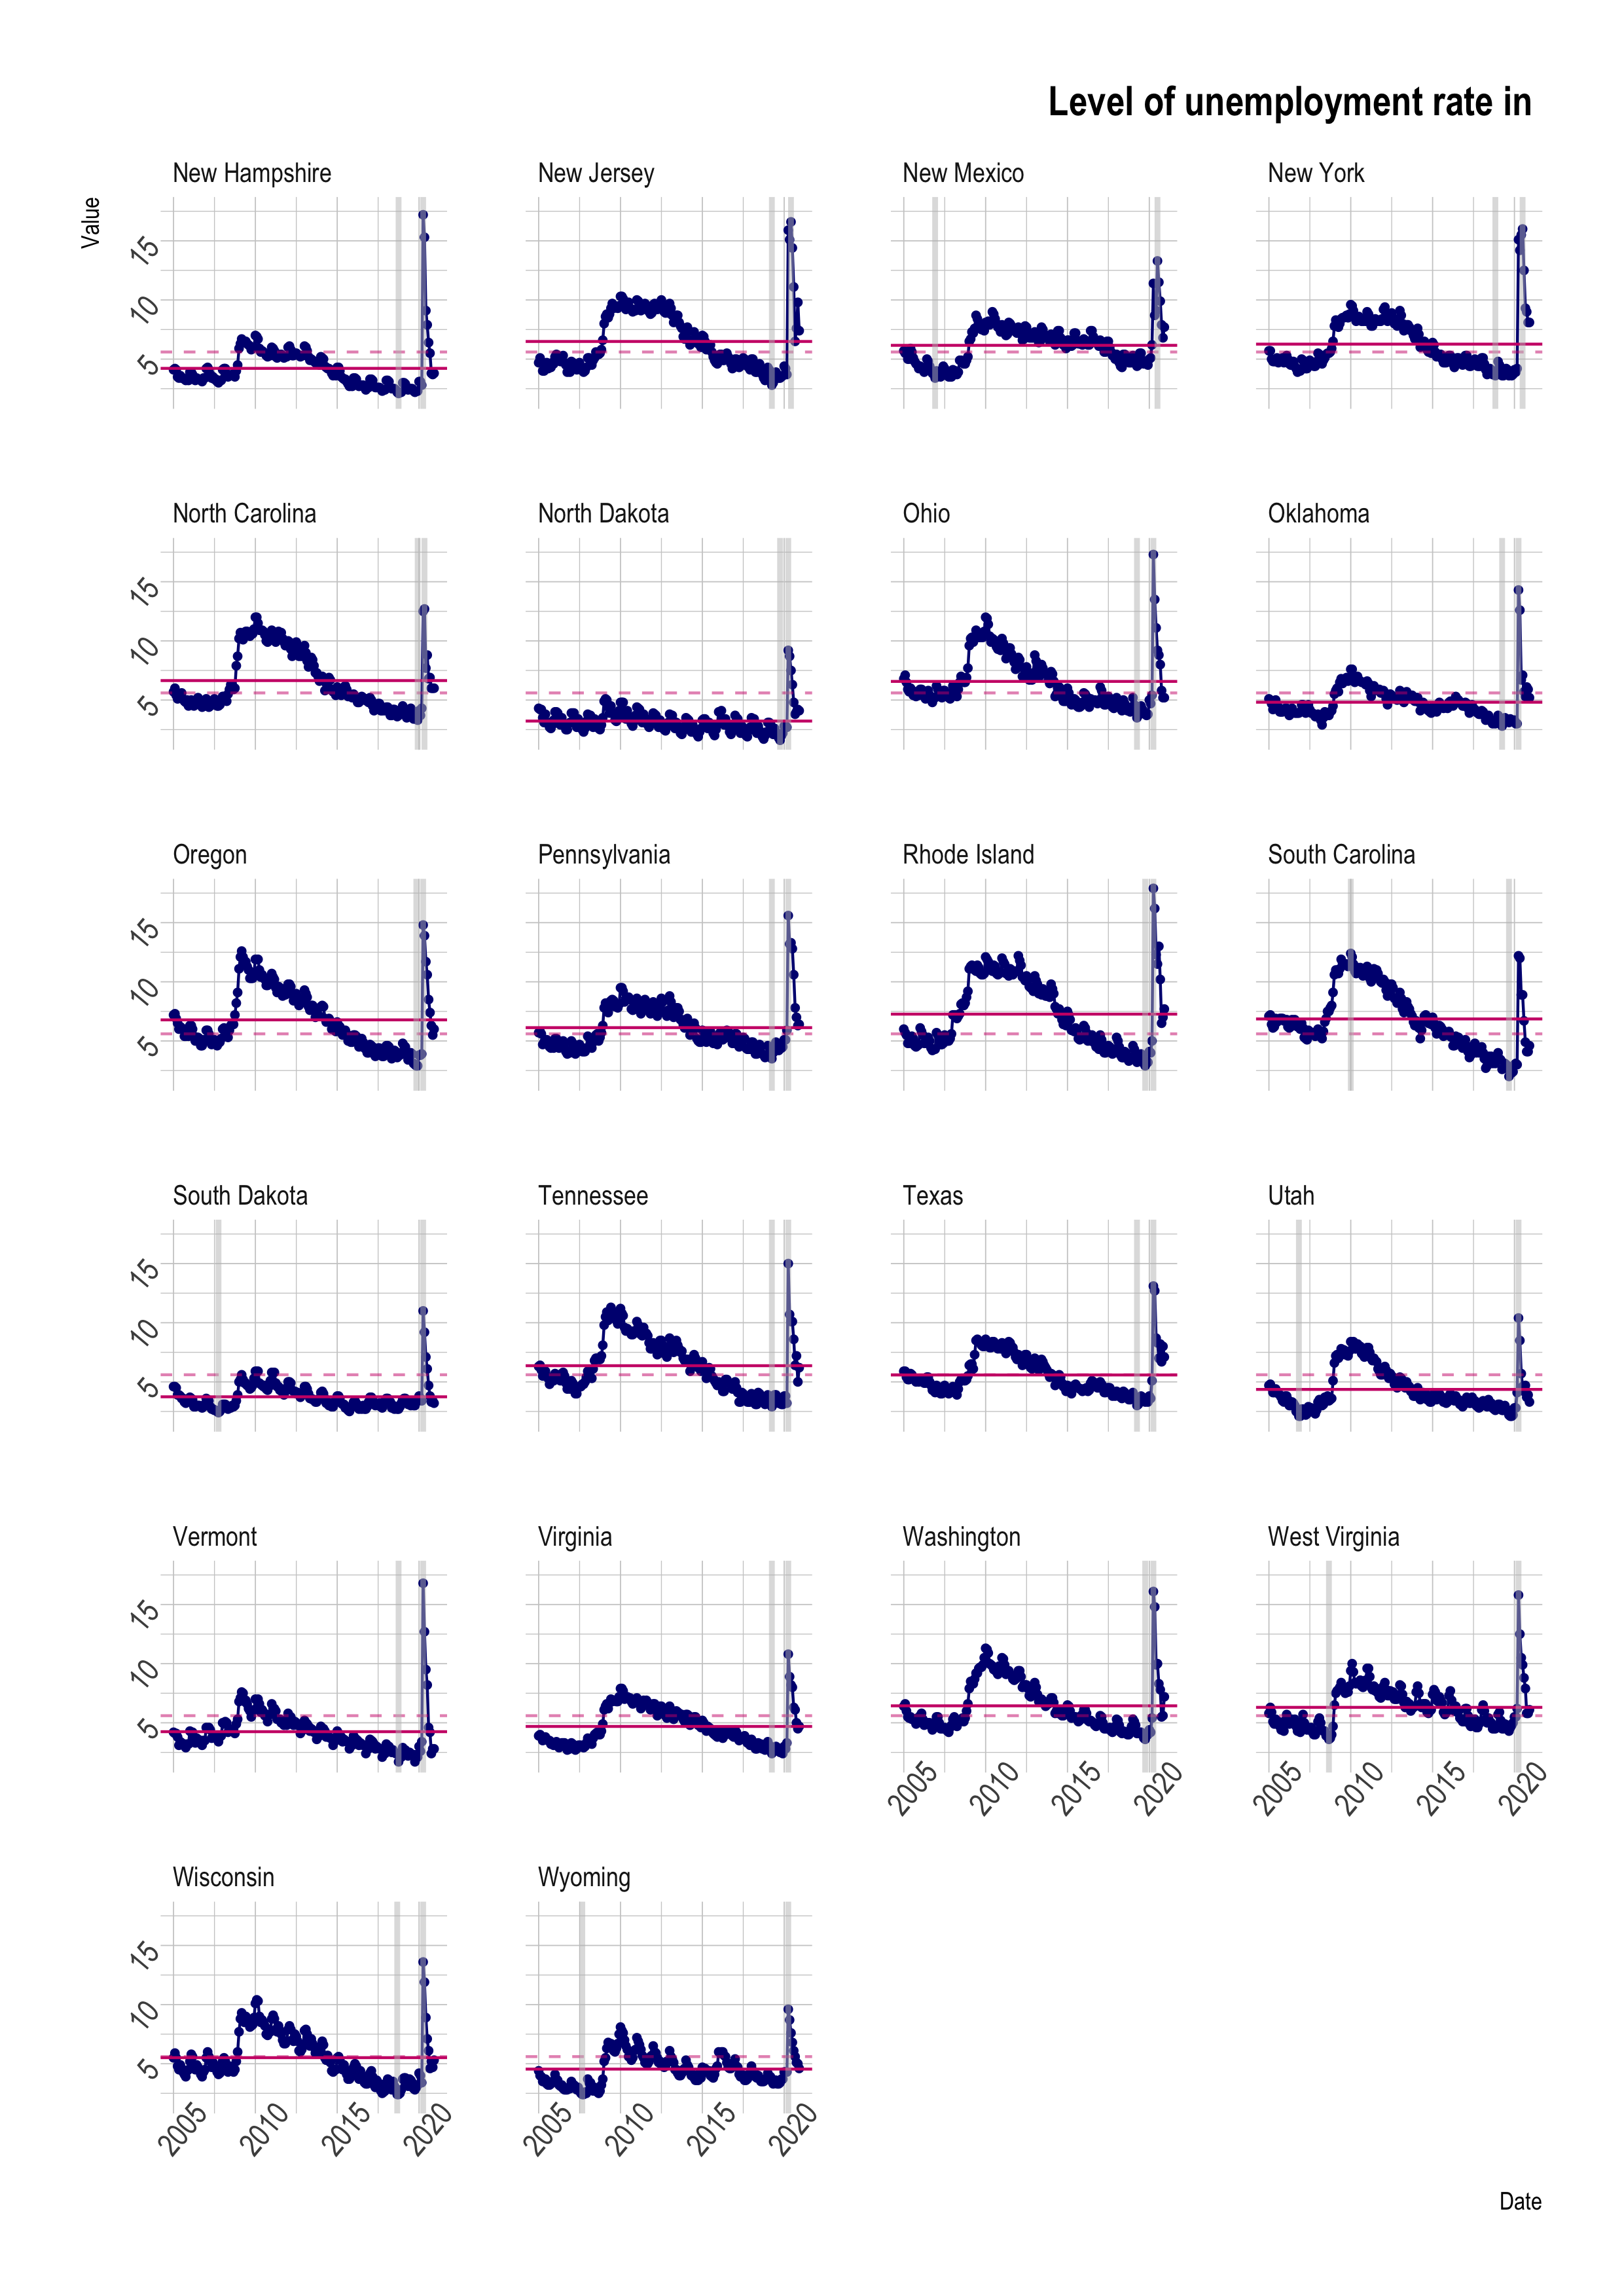 Level of unemployment rate in
Value
New Hampshire New Jersey New Mexico New York
15
10
5
North Carolina North Dakota Ohio Oklahoma
15
10
5
Oregon Pennsylvania Rhode Island South Carolina
15
10
5
South Dakota Tennessee Texas Utah
15
10
5
Vermont Virginia Washington West Virginia
15
10
5
2005 2010 2015 2020 2005 2010 2015 2020
Wisconsin Wyoming
15
10
5
2005 2010 2015 2020 2005 2010 2015 2020
Date